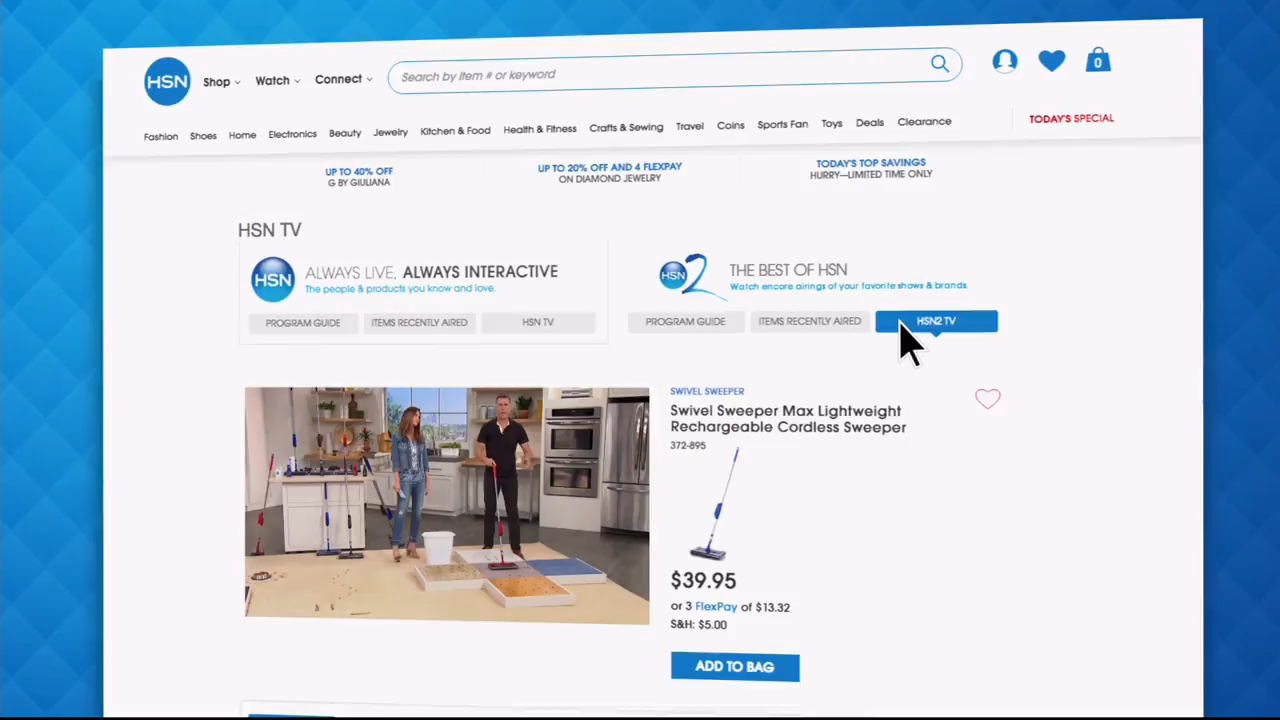 HSN
Shop
Watch
Connect
Search by item # or keyword
0
Fashion
Shoes
Home
Electronics
Beauty
Jewelry
Kitchen & Food
Health & Fitness
Crafts & Sewing
Travel
Coins
Sports Fan
Toys
Deals
Clearance
TODAY'S SPECIAL
UP TO 40% OFF
G BY GIULIANA
UP TO 20% OFF AND 4 FLEXPAY
ON DIAMOND JEWELRY
TODAY'S TOP SAVINGS
HURRY—LIMITED TIME ONLY
HSN TV
HSN
ALWAYS LIVE, ALWAYS INTERACTIVE
The people & products you know and love.
PROGRAM GUIDE
ITEMS RECENTLY AIRED
HSN TV
HSN2
THE BEST OF HSN
Watch encore airings of your favorite shows & brands.
PROGRAM GUIDE
ITEMS RECENTLY AIRED
HSN2 TV
SWIVEL SWEEPER
Swivel Sweeper Max Lightweight
Rechargeable Cordless Sweeper
372-895
$39.95
or 3 FlexPay of $13.32
S&H: $5.00
ADD TO BAG